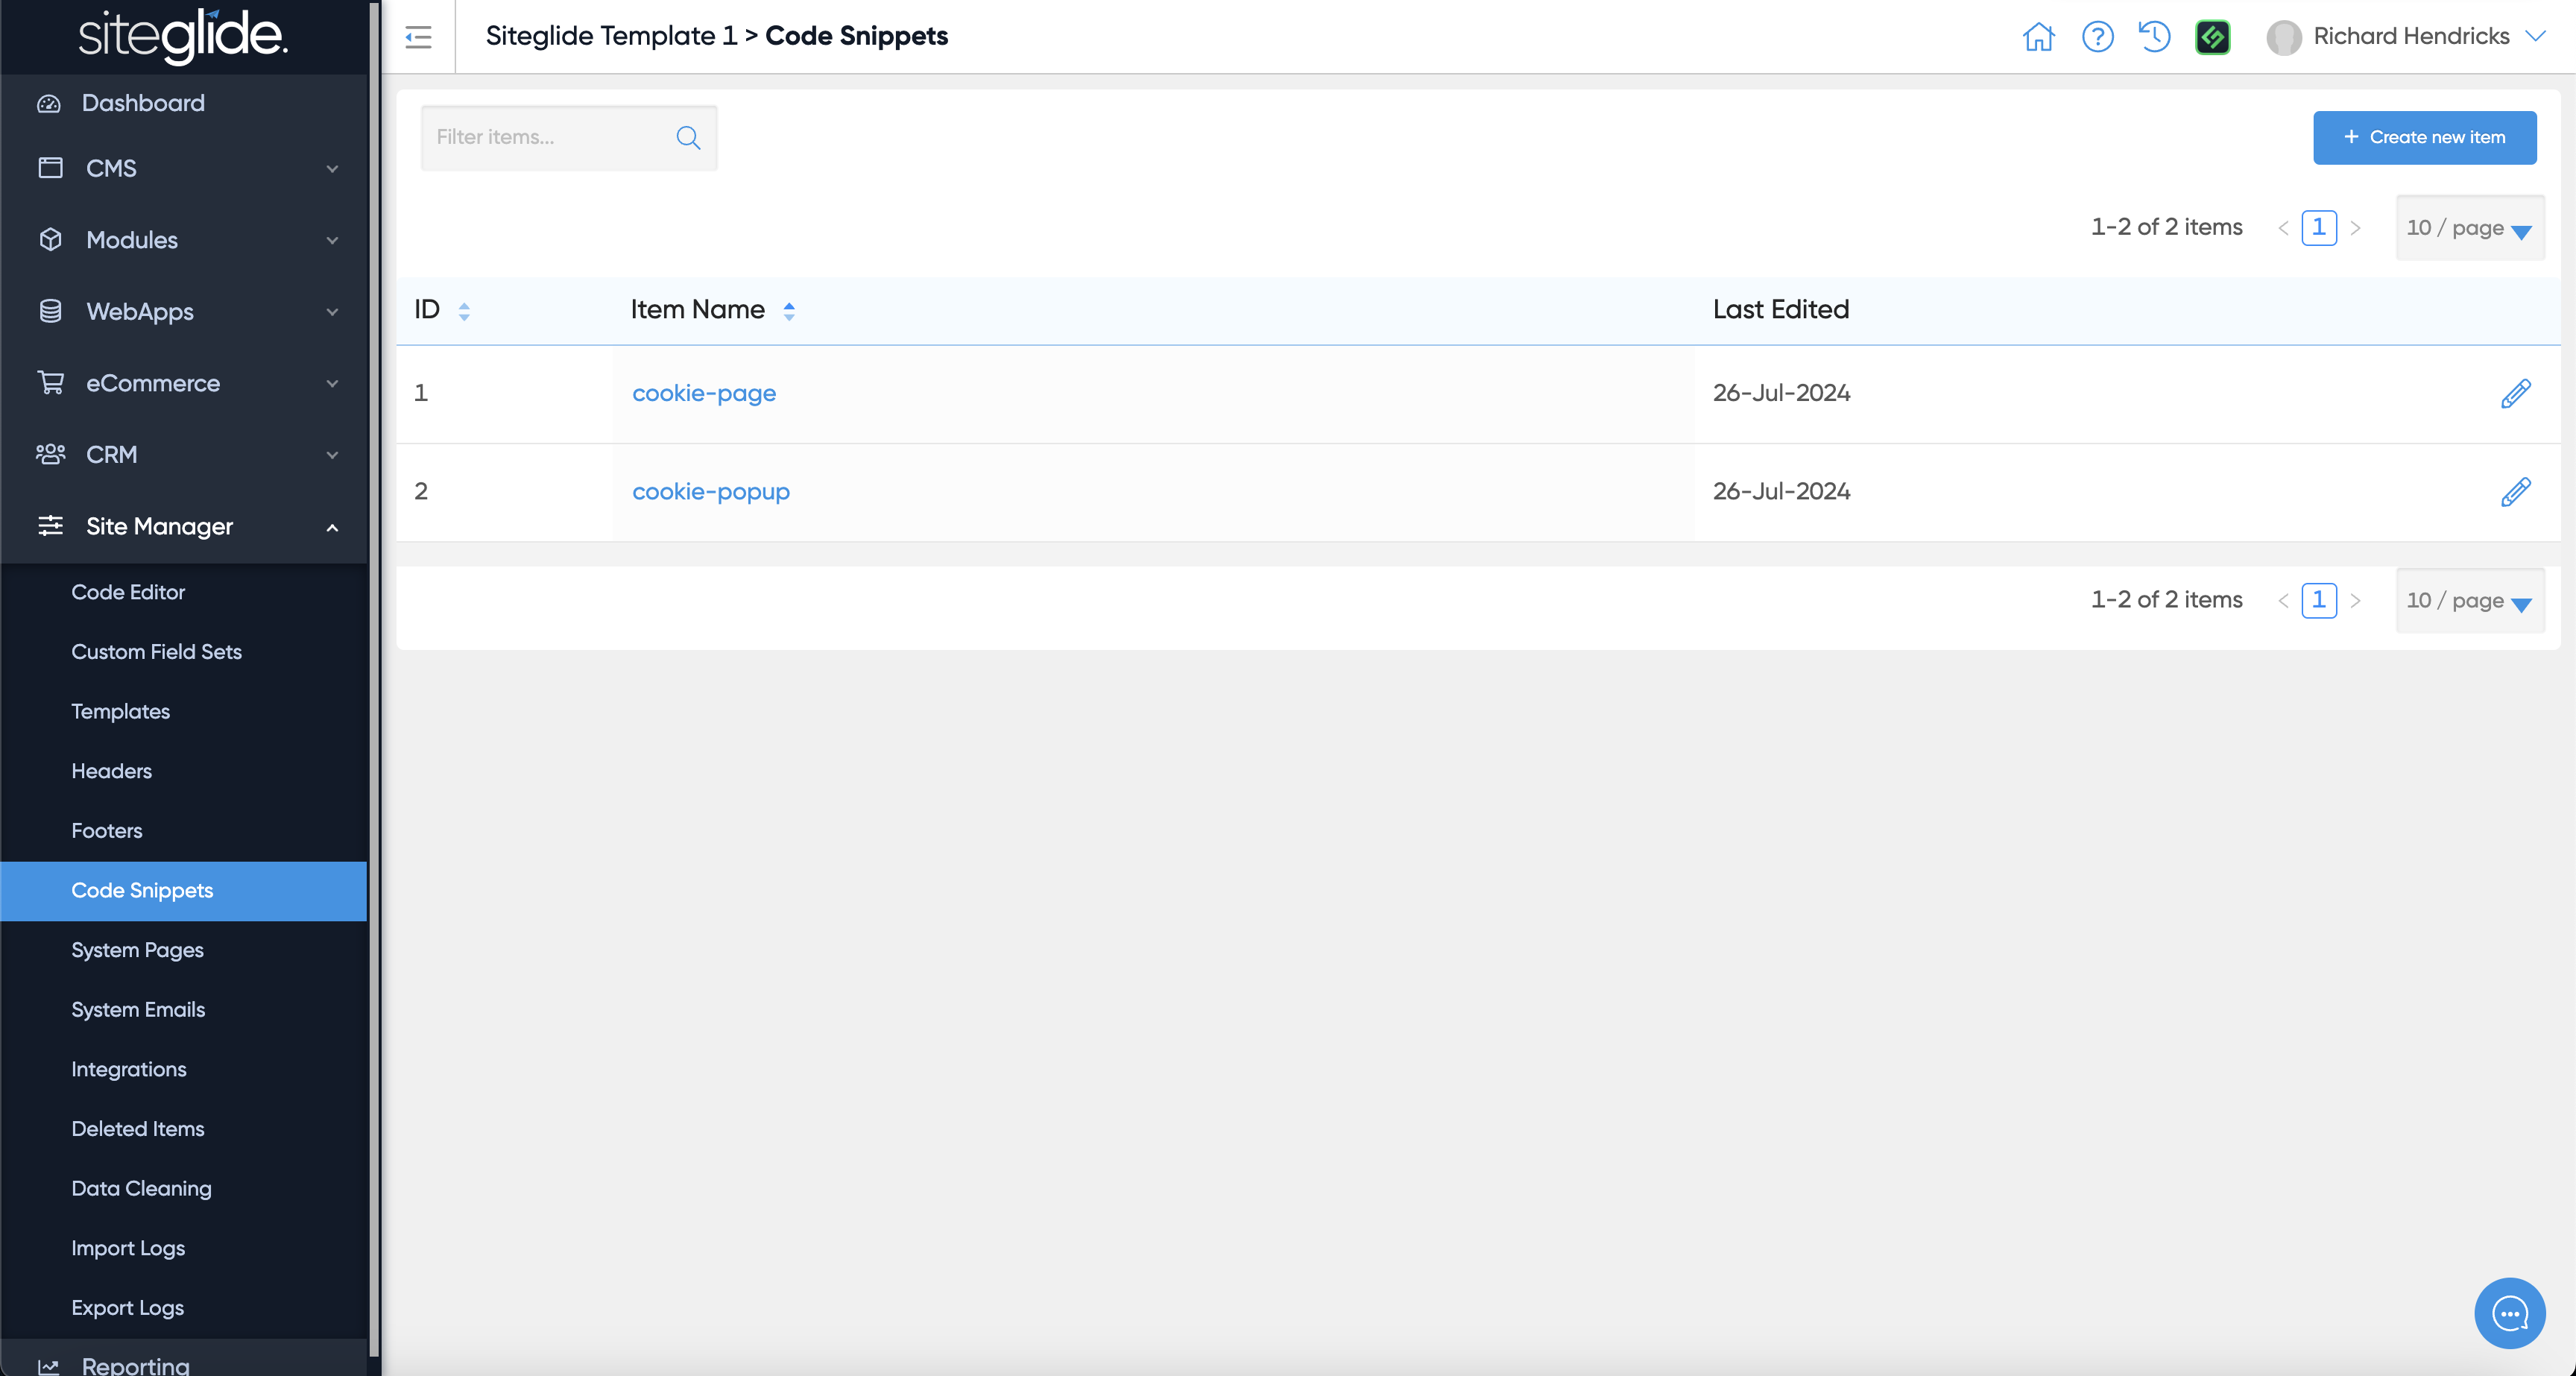 siteglide.
Siteglide Template 1 > Code Snippets
Richard Hendricks
Dashboard
CMS
Modules
WebApps
eCommerce
CRM
Site Manager
Code Editor
Custom Field Sets
Templates
Headers
Footers
Code Snippets
System Pages
System Emails
Integrations
Deleted Items
Data Cleaning
Import Logs
Export Logs
Reporting
Filter items...
+ Create new item
1-2 of 2 items < 1 > 10 / page
ID Item Name Last Edited
1 cookie-page 26-Jul-2024
2 cookie-popup 26-Jul-2024
1-2 of 2 items < 1 > 10 / page